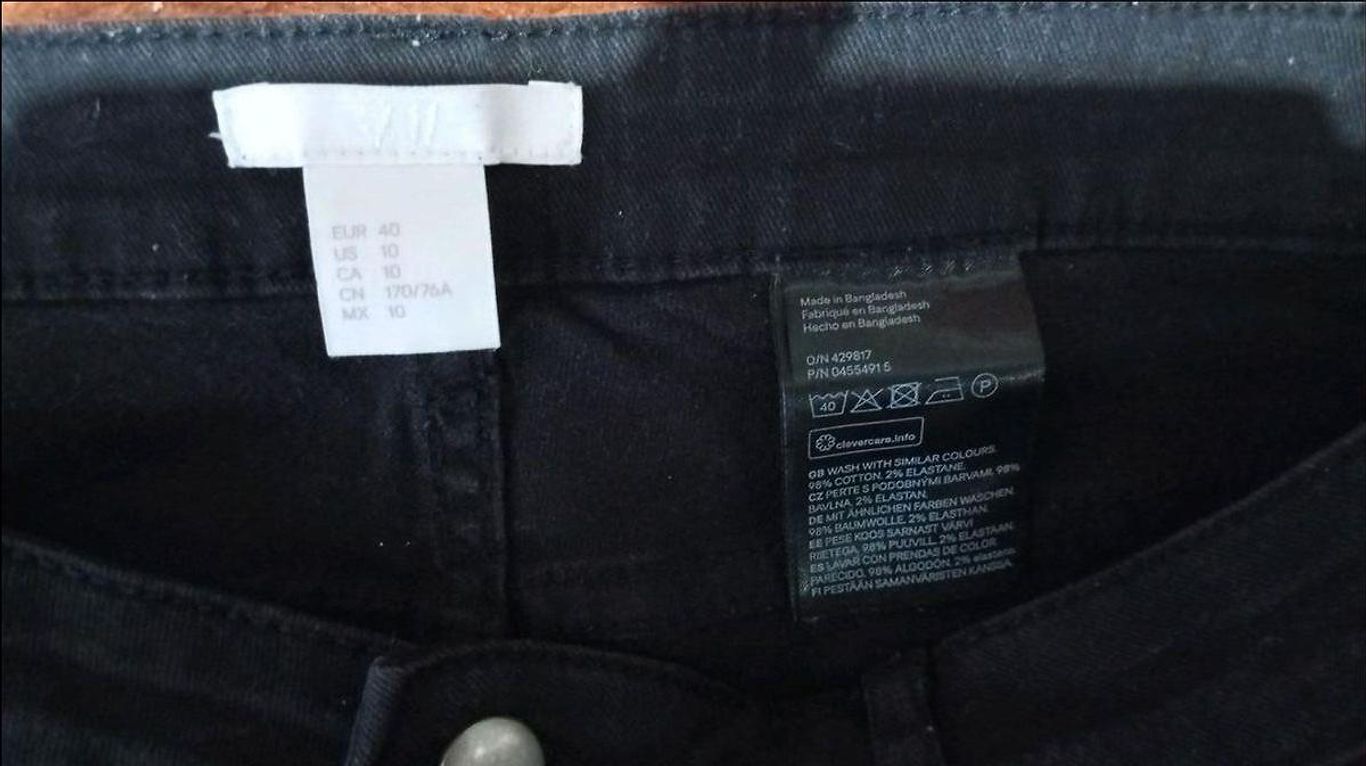 H&M
EUR 40
US 10
CA 10
CN 170/76A
MX 10
Made in Bangladesh
Fabriqué en Bangladesh
Hecho en Bangladesh
O/N 429817
P/N 0455491 5
40
P
clevercare.info
GB WASH WITH SIMILAR COLOURS.
98% COTTON. 2% ELASTANE.
CZ PERTE S PODOBNÝMI BARVAMI. 98%
BAVLNA, 2% ELASTAN.
DE MIT ÄHNLICHEN FARBEN WASCHEN.
98% BAUMWOLLE. 2% ELASTHAN.
EE PESE KOOS SARNAST VÄRVI
RIIETEGA. 98% PUUVILL. 2% ELASTAAN.
ES LAVAR CON PRENDAS DE COLOR
PARECIDO. 98% ALGODÓN. 2% elastano.
FI PESTÄÄN SAMANVÄRISTEN KANSSA.